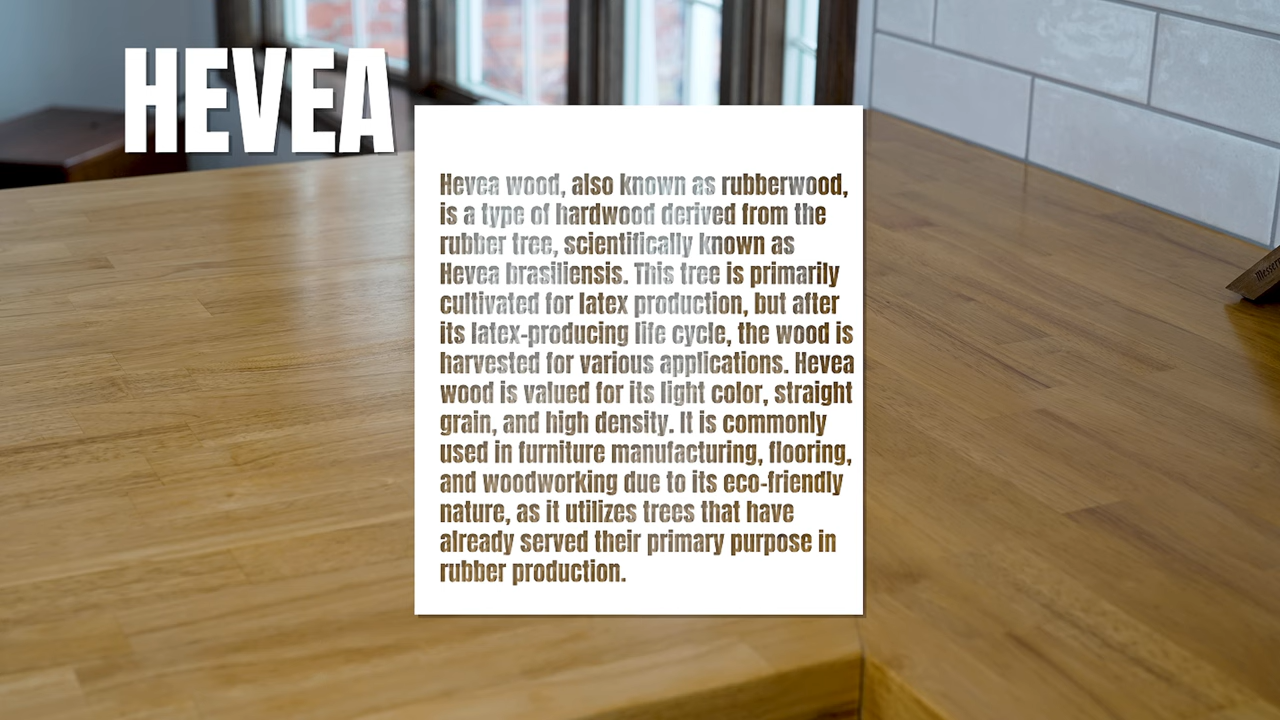 HEVEA
Hevea wood, also known as rubberwood,
is a type of hardwood derived from the
rubber tree, scientifically known as
Hevea brasiliensis. This tree is primarily
cultivated for latex production, but after
its latex-producing life cycle, the wood is
harvested for various applications. Hevea
wood is valued for its light color, straight
grain, and high density. It is commonly
used in furniture manufacturing, flooring,
and woodworking due to its eco-friendly
nature, as it utilizes trees that have
already served their primary purpose in
rubber production.